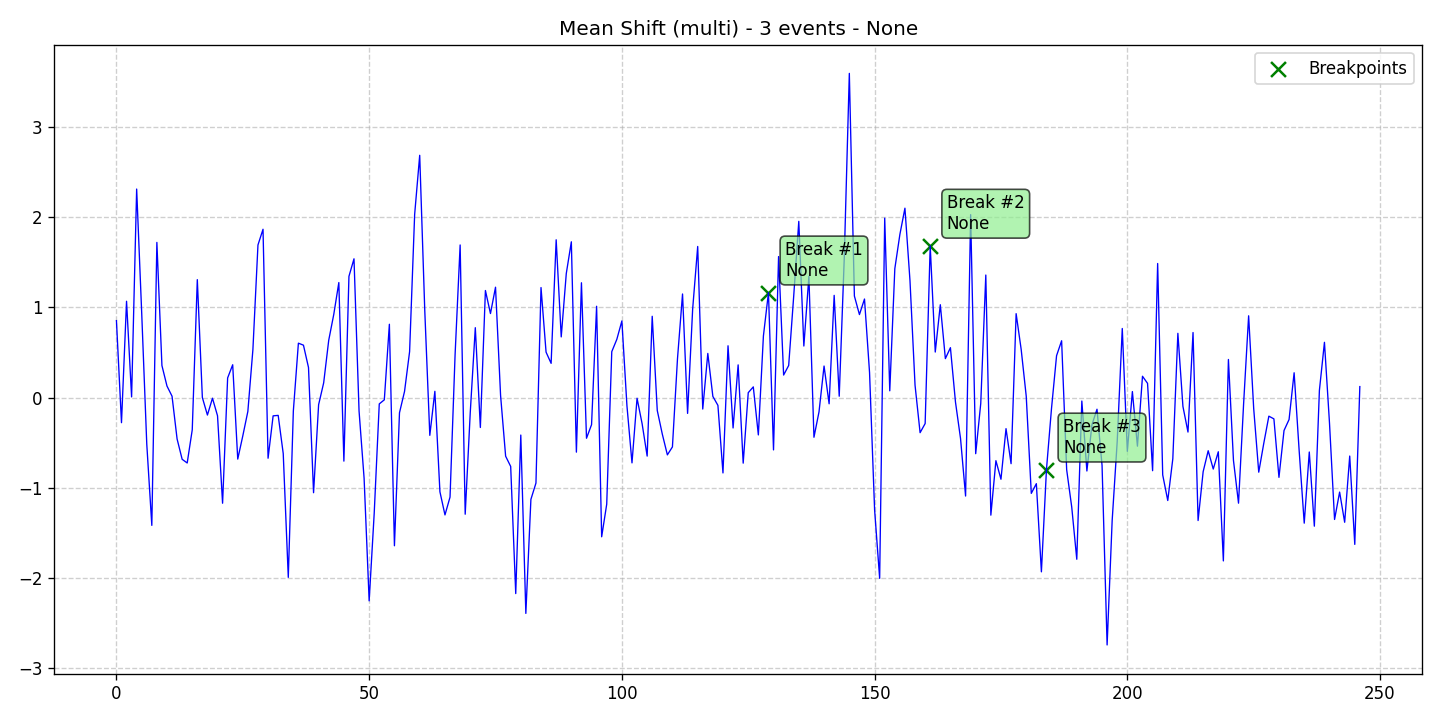 Mean Shift (multi) - 3 events - None
Breakpoints
Break #2
None
Break #1
None
Break #3
None
3
2
1
0
−1
−2
−3
0
50
100
150
200
250